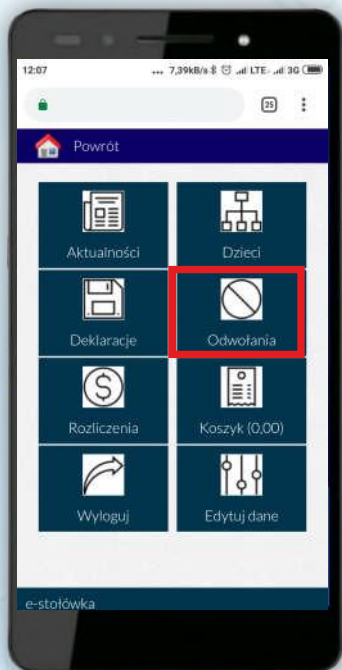 12:07 ... 7,39kB/s LTE 3G
25
Powrót
Aktualności Dzieci
Deklaracje Odwołania
Rozliczenia Koszyk (0,00)
Wyloguj Edytuj dane
e-stołówka